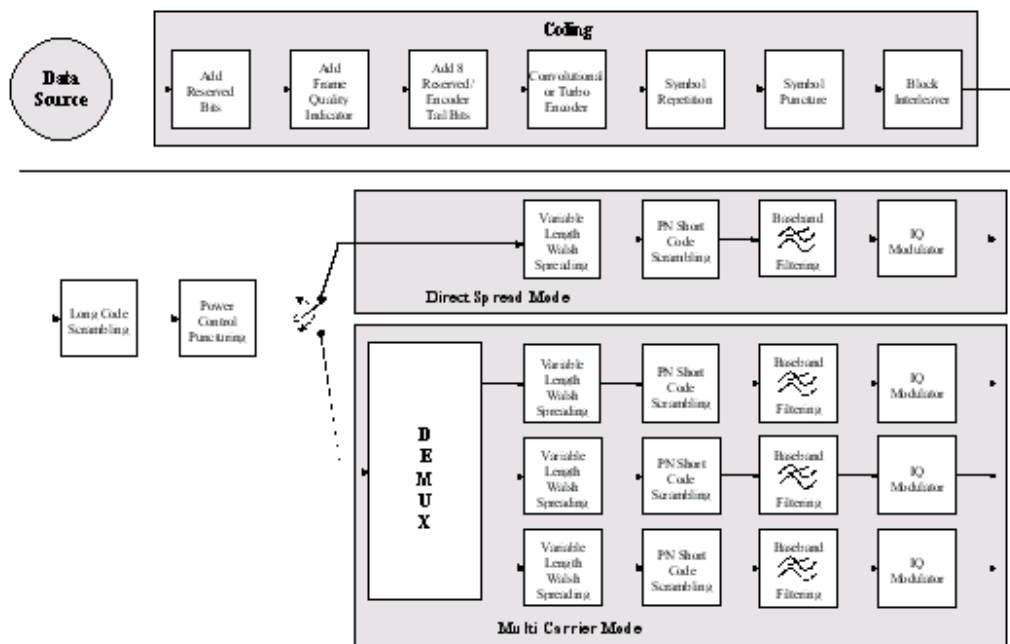 Coding
Data
Source
Add
Reserved
Bits
Add
Frame
Quality
Indicator
Add 8
Reserved/
Encoder
Tail Bits
Convolutional
or Turbo
Encoder
Symbol
Repetition
Symbol
Puncture
Block
Interleaver
Variable
Length
Walsh
Spreading
PN Short
Code
Scrambling
Baseband
Filtering
IQ
Modulator
Direct Spread Mode
Long Code
Scrambling
Power
Control
Puncturing
DEMUX
Variable
Length
Walsh
Spreading
PN Short
Code
Scrambling
Baseband
Filtering
IQ
Modulator
Variable
Length
Walsh
Spreading
PN Short
Code
Scrambling
Baseband
Filtering
IQ
Modulator
Variable
Length
Walsh
Spreading
PN Short
Code
Scrambling
Baseband
Filtering
IQ
Modulator
Multi Carrier Mode